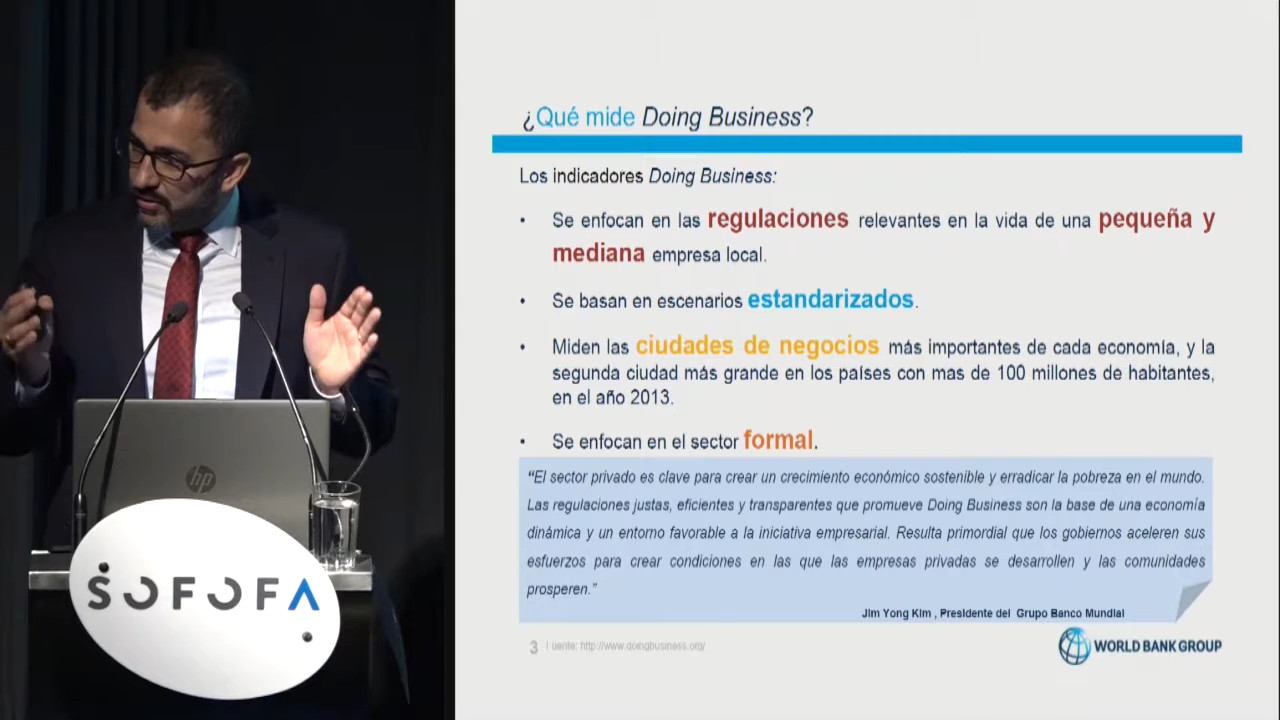 ¿Qué mide Doing Business?
Los indicadores Doing Business:
• Se enfocan en las regulaciones relevantes en la vida de una pequeña y
mediana empresa local.
• Se basan en escenarios estandarizados.
• Miden las ciudades de negocios más importantes de cada economía, y la
segunda ciudad más grande en los países con mas de 100 millones de habitantes,
en el año 2013.
• Se enfocan en el sector formal.
“El sector privado es clave para crear un crecimiento económico sostenible y erradicar la pobreza en el mundo.
Las regulaciones justas, eficientes y transparentes que promueve Doing Business son la base de una economía
dinámica y un entorno favorable a la iniciativa empresarial. Resulta primordial que los gobiernos aceleren sus
esfuerzos para crear condiciones en las que las empresas privadas se desarrollen y las comunidades
prosperen.”
Jim Yong Kim , Presidente del Grupo Banco Mundial
3 Fuente: http://www.doingbusiness.org/
WORLD BANK GROUP
hp
SOFOFA